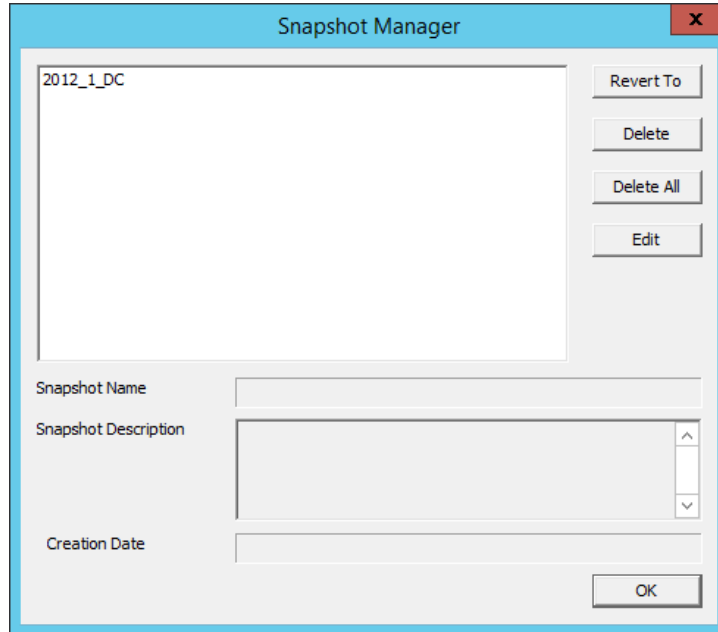 Snapshot Manager
x
2012_1_DC
Revert To
Delete
Delete All
Edit
Snapshot Name
Snapshot Description
Creation Date
OK